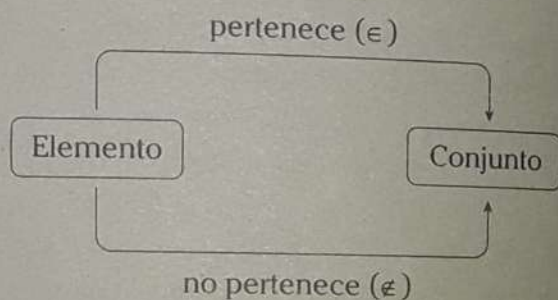 pertenece (∈)
Elemento
Conjunto
no pertenece (∉)